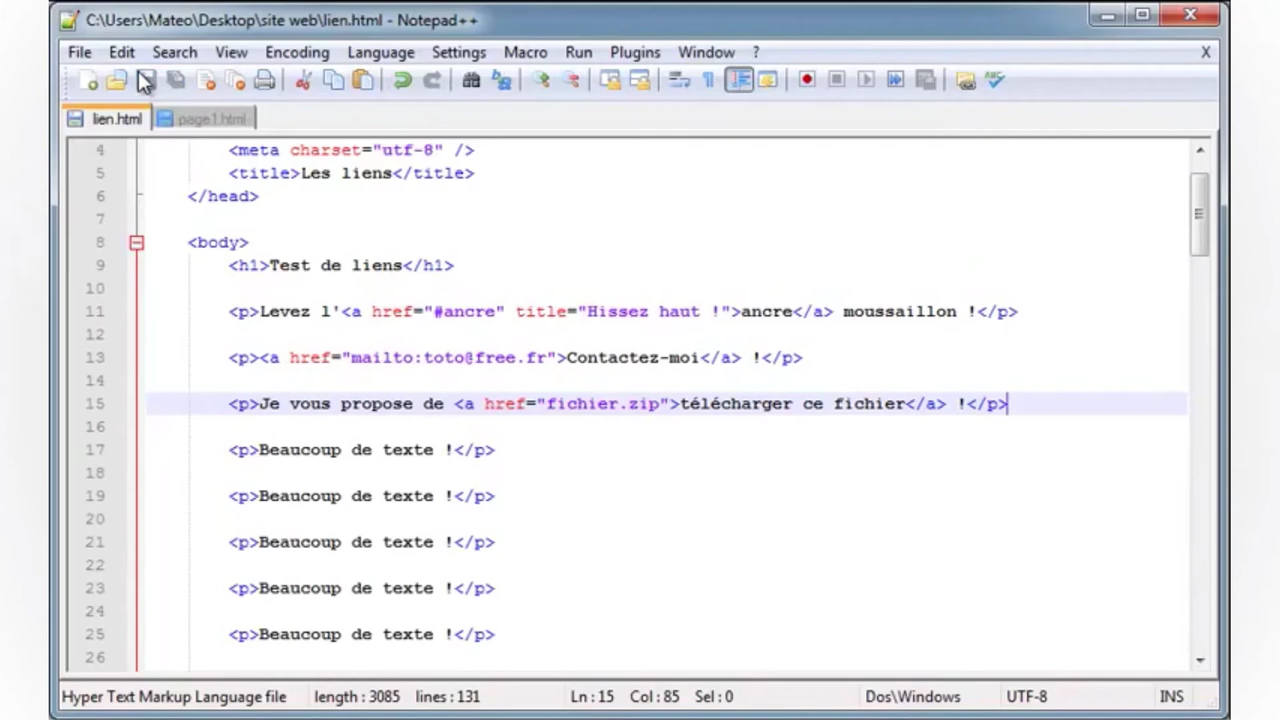 C:\Users\Mateo\Desktop\site web\lien.html - Notepad++
File Edit Search View Encoding Language Settings Macro Run Plugins Window ? X
lien.html page1.html
4 <meta charset="utf-8" />
5 <title>Les liens</title>
6 </head>
7
8 <body>
9 <h1>Test de liens</h1>
10
11 <p>Levez l'<a href="#ancre" title="Hissez haut !">ancre</a> moussaillon !</p>
12
13 <p><a href="mailto:toto@free.fr">Contactez-moi</a> !</p>
14
15 <p>Je vous propose de <a href="fichier.zip">télécharger ce fichier</a> !</p>
16
17 <p>Beaucoup de texte !</p>
18
19 <p>Beaucoup de texte !</p>
20
21 <p>Beaucoup de texte !</p>
22
23 <p>Beaucoup de texte !</p>
24
25 <p>Beaucoup de texte !</p>
26
Hyper Text Markup Language file length : 3085 lines : 131 Ln : 15 Col : 85 Sel : 0 Dos\Windows UTF-8 INS